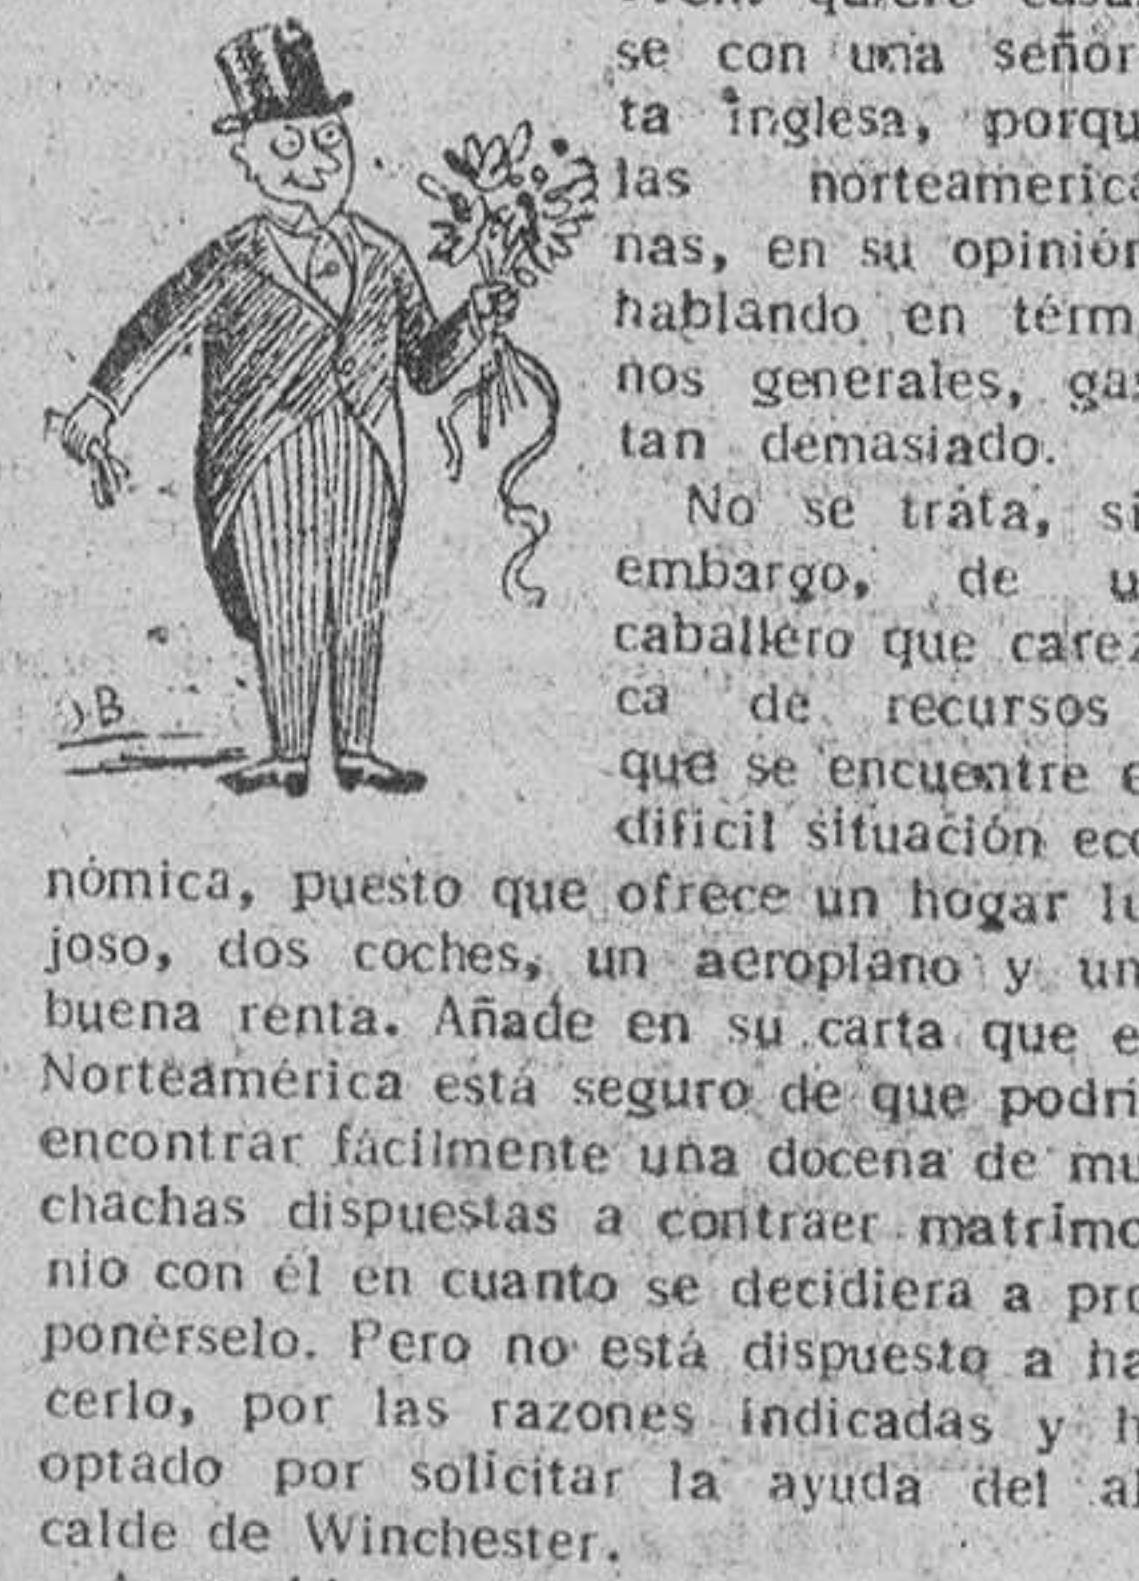 quiere
se con una señor
ta inglesa, porqu
las norteamerica
nas, en su opinión
hablando en térm
nos generales, gas
tan demasiado.
No se trata, si
embargo, de u
caballero que carez
ca de recursos
que se encuentre e
difícil situación eco
nómica, puesto que ofrece un hogar lu
joso, dos coches, un aeroplano y un
buena renta. Añade en su carta que e
Norteamérica está seguro de que podrí
encontrar fácilmente una docena de mu
chachas dispuestas a contraer matrimo
nio con él en cuanto se decidiera a pro
ponérselo. Pero no está dispuesto a ha
cerlo, por las razones indicadas y h
optado por solicitar la ayuda del al
calde de Winchester.
J.B